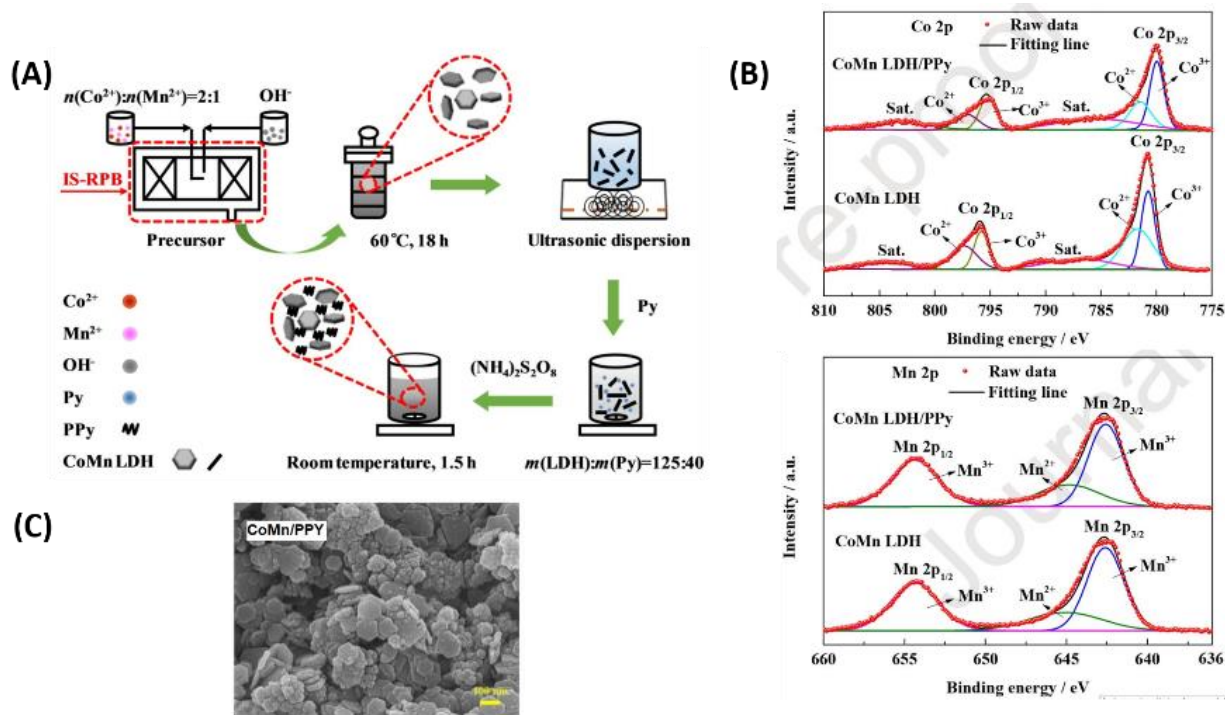 (A)
n(Co²⁺):n(Mn²⁺)=2:1
OH⁻
IS-RPB
Precursor
60℃, 18 h
Ultrasonic dispersion
Py
Co²⁺
Mn²⁺
OH⁻
Py
PPy
CoMn LDH
(NH₄)₂S₂O₈
Room temperature, 1.5 h
m(LDH):m(Py)=125:40
(B)
Co 2p
Raw data
Fitting line
Co 2p₃/₂
CoMn LDH/PPy
Co 2p₁/₂
Co²⁺
Co³⁺
Sat.
Co²⁺
Co³⁺
Sat.
Co 2p₃/₂
CoMn LDH
Co 2p₁/₂
Co²⁺
Co³⁺
Sat.
Co²⁺
Co³⁺
Sat.
Intensity / a.u.
810 805 800 795 790 785 780 775
Binding energy / eV
Mn 2p
Raw data
Fitting line
CoMn LDH/PPy
Mn 2p₃/₂
Mn 2p₁/₂
Mn³⁺
Mn²⁺
Mn³⁺
CoMn LDH
Mn 2p₃/₂
Mn 2p₁/₂
Mn³⁺
Mn²⁺
Mn³⁺
Intensity / a.u.
660 655 650 645 640 636
Binding energy / eV
re-proof
Journal
(C)
CoMn/PPY
100 nm